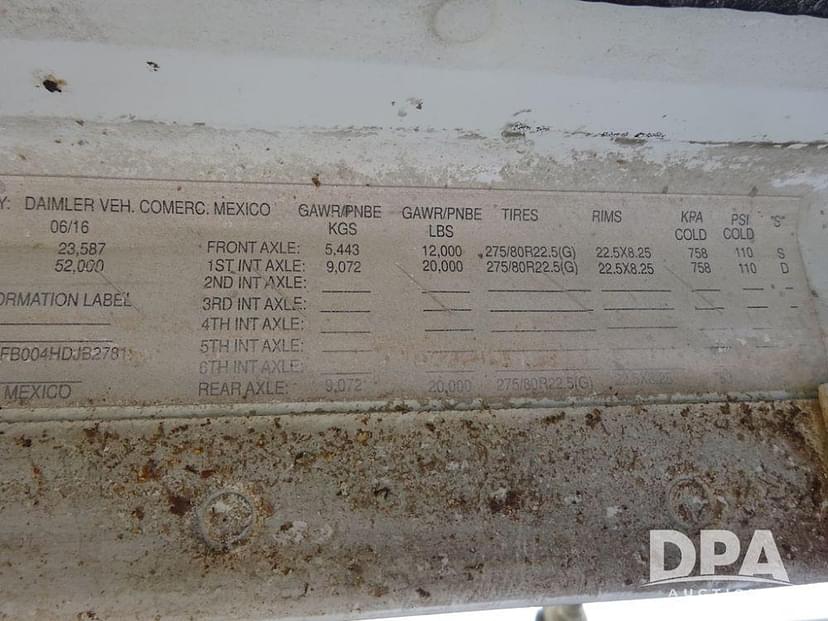 Y: DAIMLER VEH. COMERC. MEXICO GAWR/PNBE GAWR/PNBE TIRES RIMS KPA PSI "S"
06/16 KGS LBS COLD COLD
23,587 FRONT AXLE: 5,443 12,000 275/80R22.5(G) 22.5X8.25 758 110 S
52,000 1ST INT AXLE: 9,072 20,000 275/80R22.5(G) 22.5X8.25 758 110 D
2ND INT AXLE:
ORMATION LABEL 3RD INT AXLE:
4TH INT AXLE:
FB004HDJB2781 5TH INT AXLE:
6TH INT AXLE:
MEXICO REAR AXLE: 9,072 20,000 275/80R22.5(G) 22.5X8.25
DPA
AUCTIONS